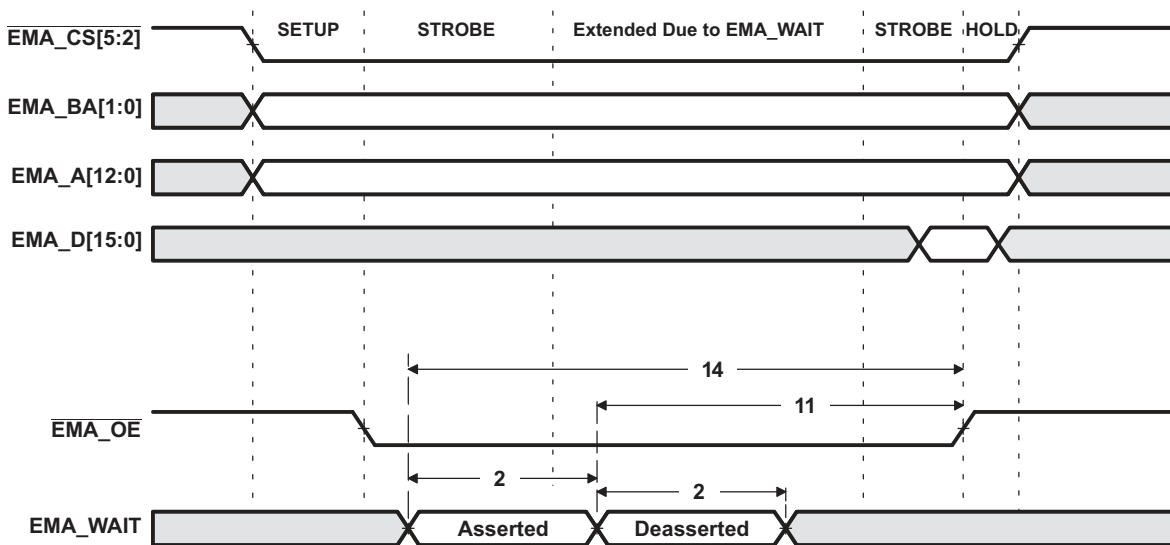 SETUP STROBE Extended Due to EMA_WAIT STROBE HOLD
EMA_CS[5:2]
EMA_BA[1:0]
EMA_A[12:0]
EMA_D[15:0]
14
11
EMA_OE
2
2
EMA_WAIT Asserted Deasserted